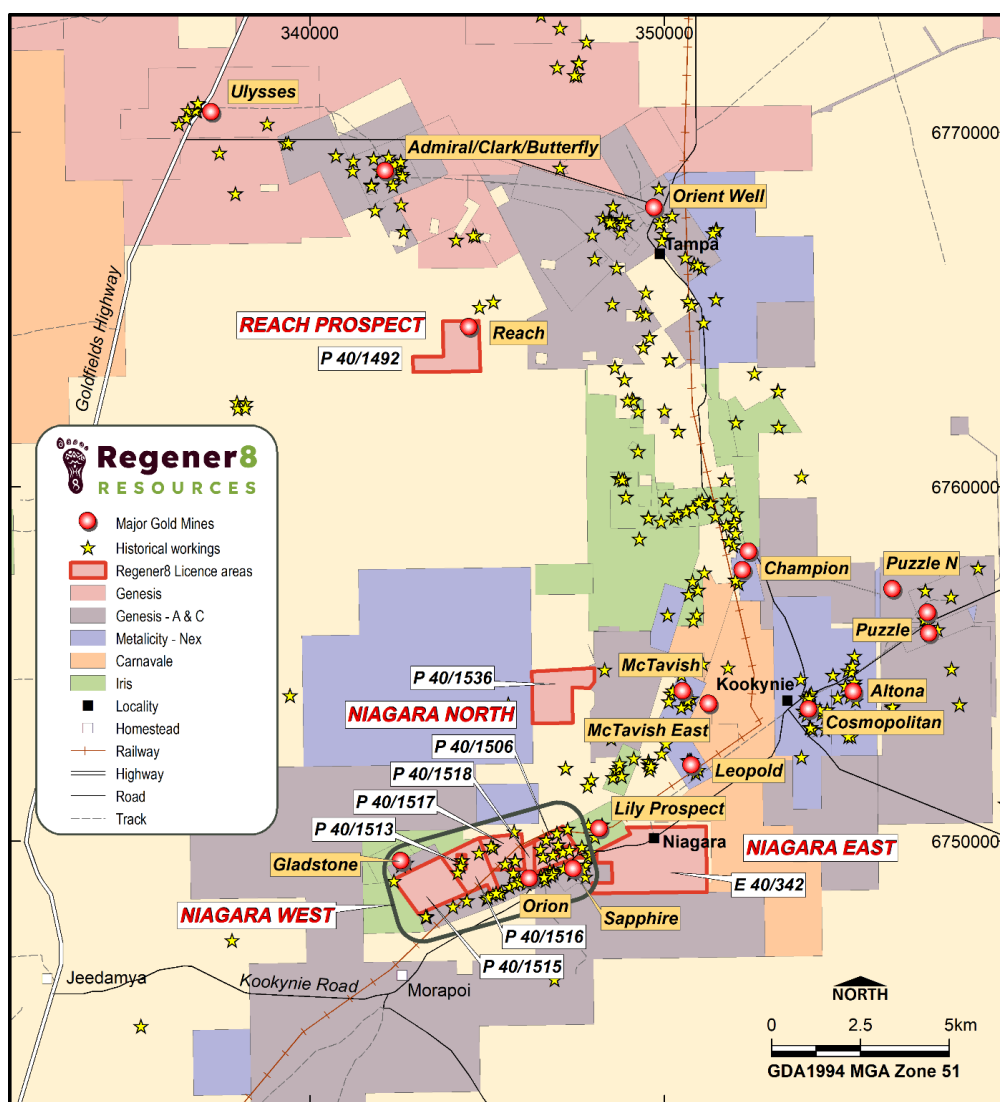 340000
350000
Ulysses
6770000
Admiral/Clark/Butterfly
Orient Well
Tampa
Goldfields Highway
REACH PROSPECT
Reach
P 40/1492
Regener8
RESOURCES
Major Gold Mines
Historical workings
Regener8 Licence areas
Genesis
Genesis - A & C
Metalicity - Nex
Carnavale
Iris
Locality
Homestead
Railway
Highway
Road
Track
6760000
Champion
Puzzle N
Puzzle
P 40/1536
McTavish
Kookynie
Altona
NIAGARA NORTH
Cosmopolitan
McTavish East
P 40/1506
P 40/1518
Leopold
P 40/1517
Lily Prospect
P 40/1513
Niagara
6750000
NIAGARA EAST
Gladstone
E 40/342
NIAGARA WEST
Orion
Sapphire
P 40/1516
P 40/1515
Jeedamya
Kookynie Road
Morapoi
NORTH
0 2.5 5km
GDA1994 MGA Zone 51